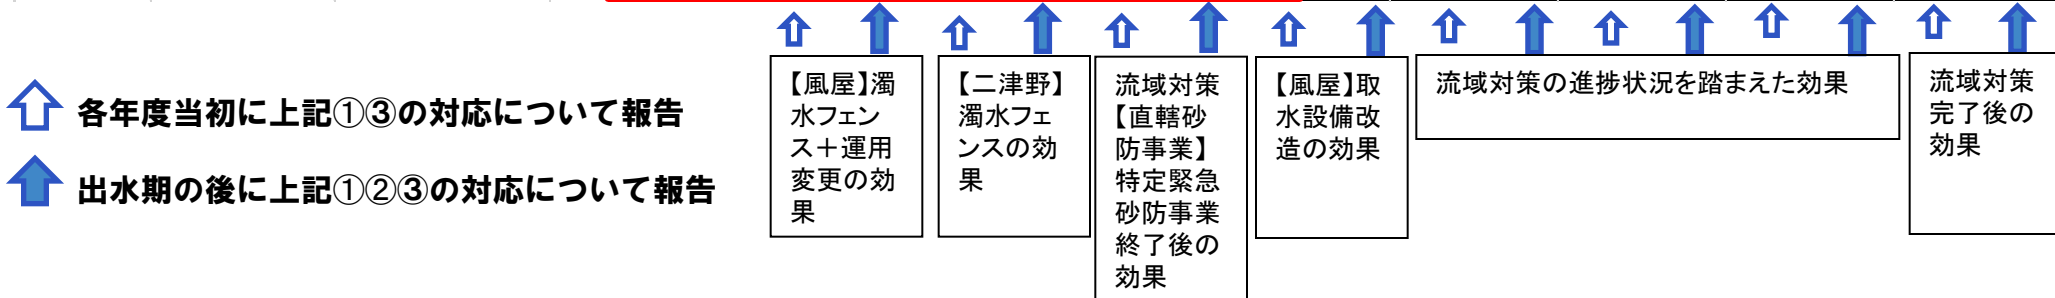 各年度当初に上記①③の対応について報告
出水期の後に上記①②③の対応について報告
【風屋】濁
水フェン
ス＋運用
変更の効
果
【二津野】
濁水フェ
ンスの効
果
流域対策
【直轄砂
防事業】
特定緊急
砂防事業
終了後の
効果
【風屋】取
水設備改
造の効果
流域対策の進捗状況を踏まえた効果
流域対策
完了後の
効果